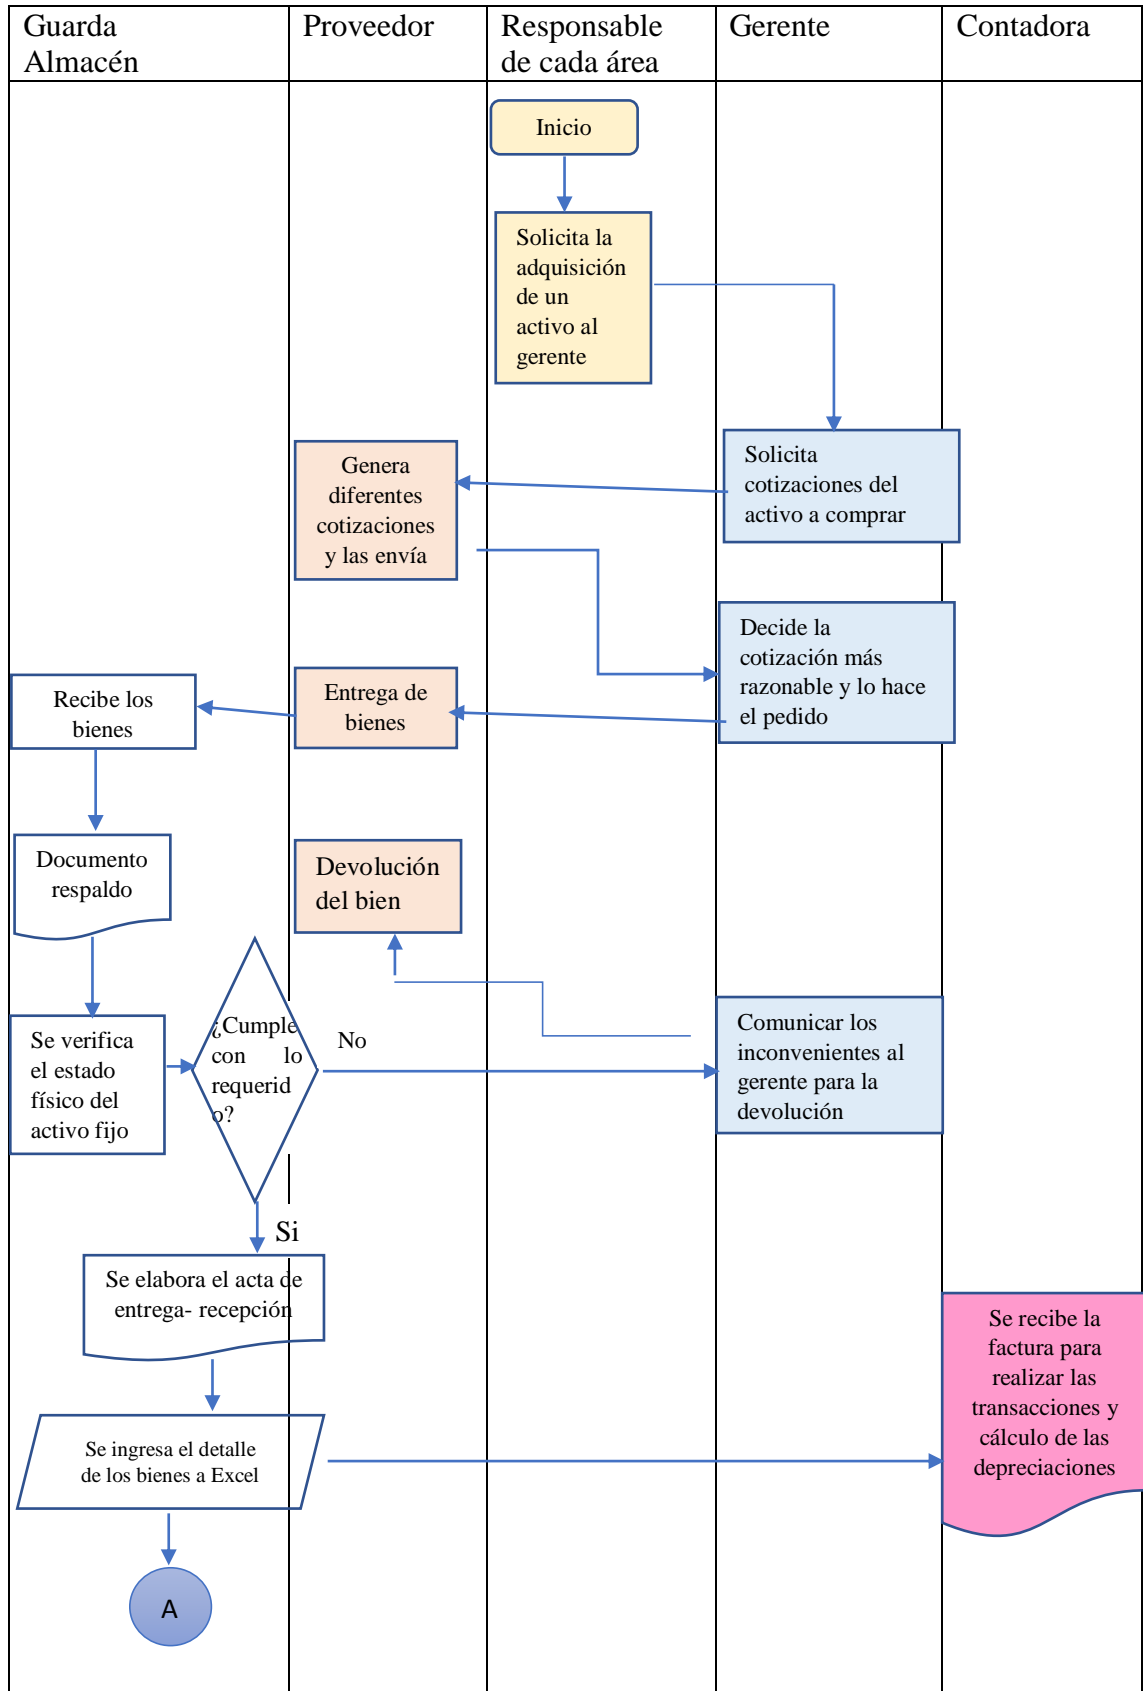 Guarda
Almacén
Proveedor
Responsable
de cada área
Gerente
Contadora
Inicio
Solicita la
adquisición
de un
activo al
gerente
Solicita
cotizaciones del
activo a comprar
Genera
diferentes
cotizaciones
y las envía
Decide la
cotización más
razonable y lo hace
el pedido
Entrega de
bienes
Recibe los
bienes
Documento
respaldo
Devolución
del bien
Se verifica
el estado
físico del
activo fijo
¿Cumple
con lo
requerid
o?
No
Comunicar los
inconvenientes al
gerente para la
devolución
Si
Se elabora el acta de
entrega- recepción
Se recibe la
factura para
realizar las
transacciones y
cálculo de las
depreciaciones
Se ingresa el detalle
de los bienes a Excel
A